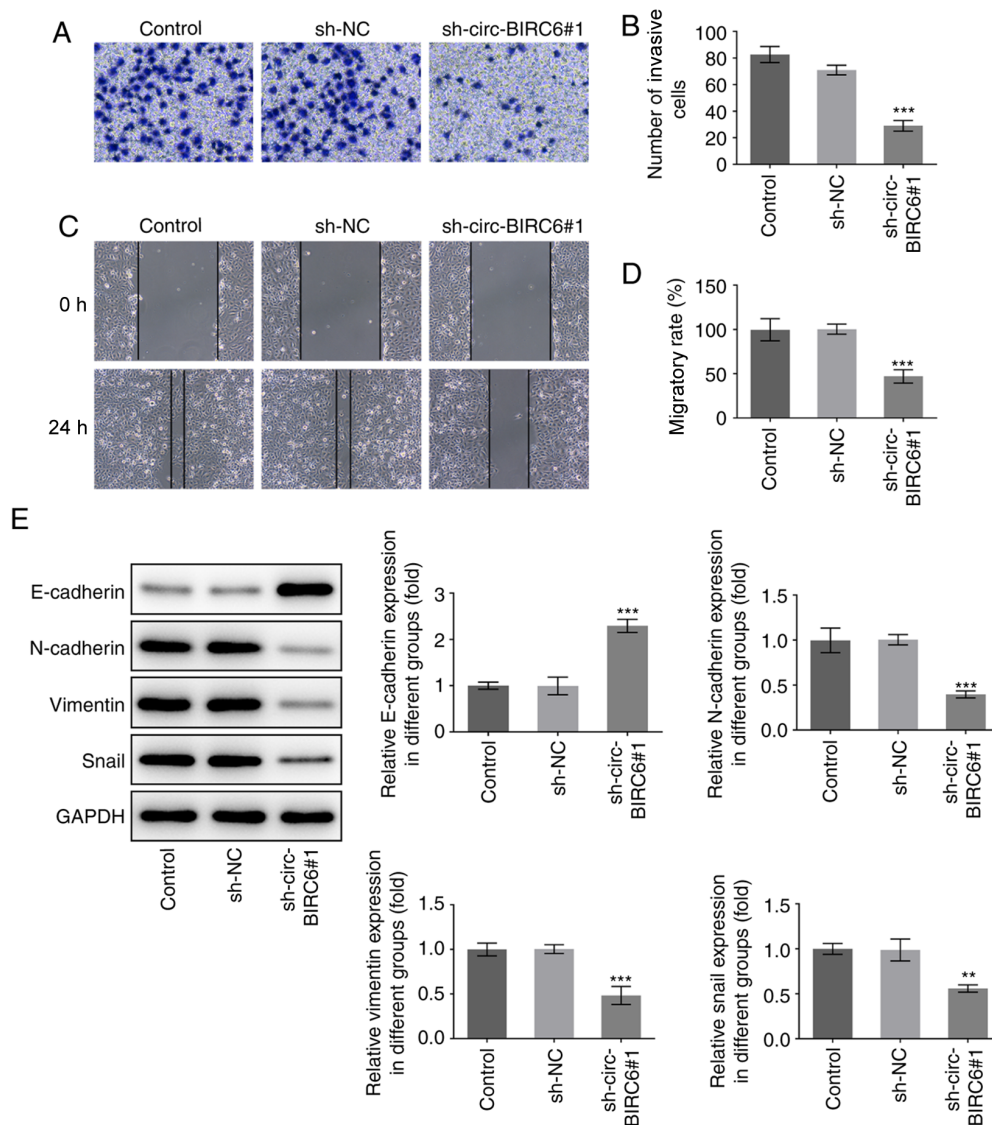 A
Control
sh-NC
sh-circ-BIRC6#1
B
Number of invasive
cells
100
80
60
40
20
0
***
Control
sh-NC
sh-circ-
BIRC6#1
C
Control
sh-NC
sh-circ-BIRC6#1
0 h
24 h
D
Migratory rate (%)
150
100
50
0
***
Control
sh-NC
sh-circ-
BIRC6#1
E
E-cadherin
N-cadherin
Vimentin
Snail
GAPDH
Control
sh-NC
sh-circ-
BIRC6#1
Relative E-cadherin expression
in different groups (fold)
3
2
1
0
***
Control
sh-NC
sh-circ-
BIRC6#1
Relative N-cadherin expression
in different groups (fold)
1.5
1.0
0.5
0.0
***
Control
sh-NC
sh-circ-
BIRC6#1
Relative vimentin expression
in different groups (fold)
1.5
1.0
0.5
0.0
***
Control
sh-NC
sh-circ-
BIRC6#1
Relative snail expression
in different groups (fold)
1.5
1.0
0.5
0.0
**
Control
sh-NC
sh-circ-
BIRC6#1